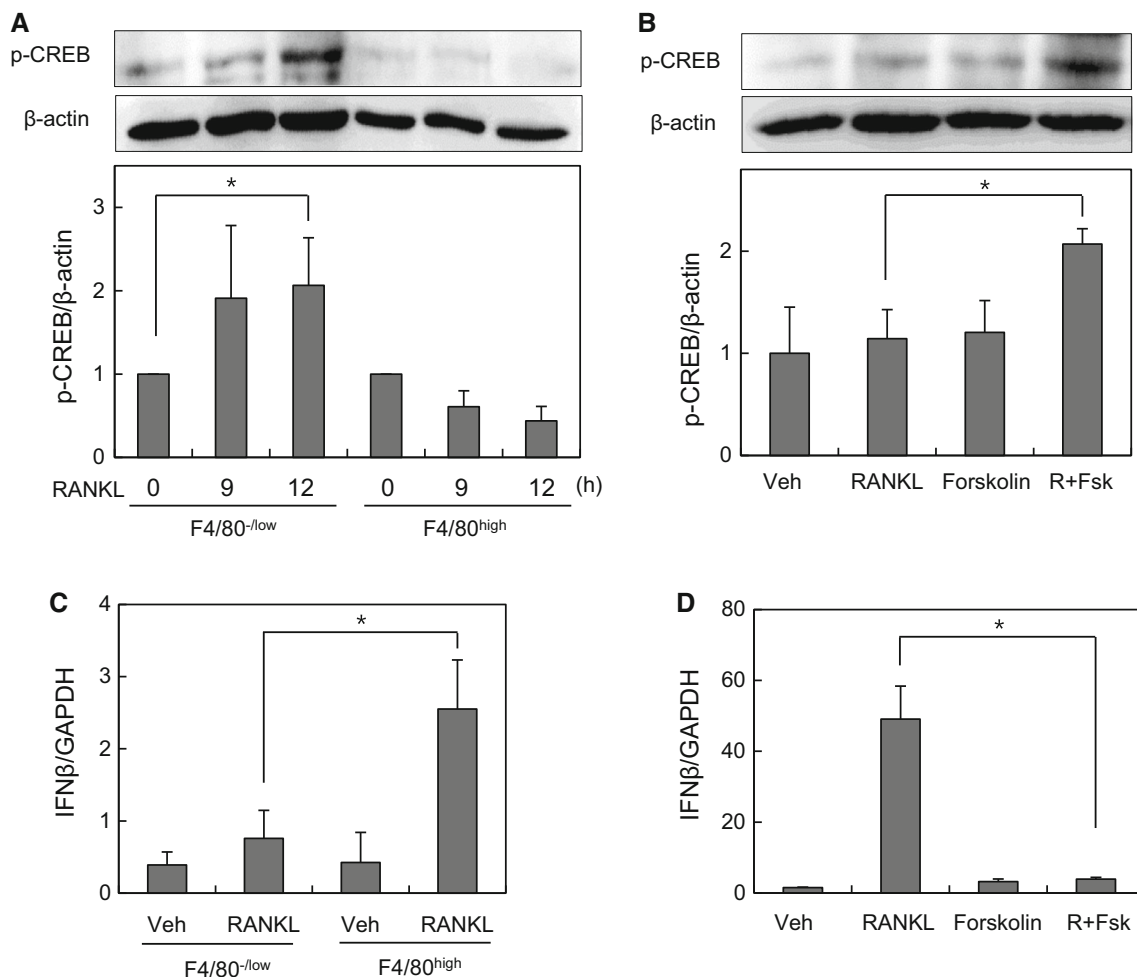 A
p-CREB
β-actin
p-CREB/β-actin
3
2
1
0
*
RANKL 0 9 12 0 9 12 (h)
F4/80-/low F4/80high
B
p-CREB
β-actin
p-CREB/β-actin
2
1
0
*
Veh RANKL Forskolin R+Fsk
C
IFNβ/GAPDH
4
3
2
1
0
*
Veh RANKL Veh RANKL
F4/80-/low F4/80high
D
IFNβ/GAPDH
80
60
40
20
0
*
Veh RANKL Forskolin R+Fsk